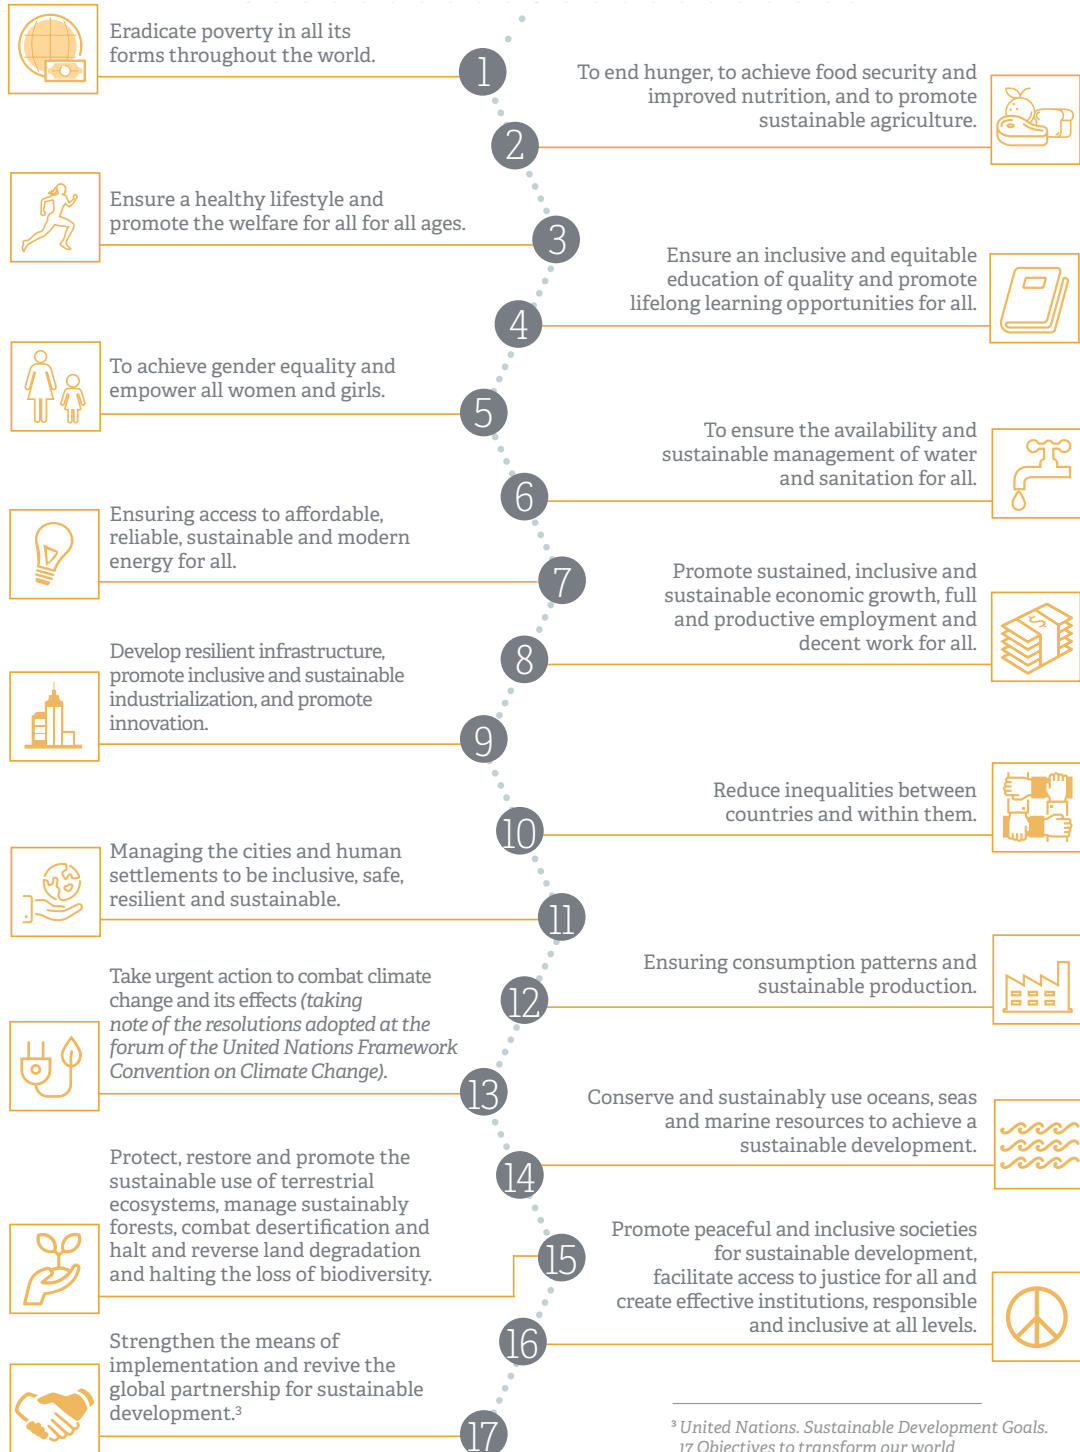 Eradicate poverty in all its
forms throughout the world.
1
To end hunger, to achieve food security and
improved nutrition, and to promote
sustainable agriculture.
2
Ensure a healthy lifestyle and
promote the welfare for all for all ages.
3
Ensure an inclusive and equitable
education of quality and promote
lifelong learning opportunities for all.
4
To achieve gender equality and
empower all women and girls.
5
To ensure the availability and
sustainable management of water
and sanitation for all.
6
Ensuring access to affordable,
reliable, sustainable and modern
energy for all.
7
Promote sustained, inclusive and
sustainable economic growth, full
and productive employment and
decent work for all.
8
Develop resilient infrastructure,
promote inclusive and sustainable
industrialization, and promote
innovation.
9
Reduce inequalities between
countries and within them.
10
Managing the cities and human
settlements to be inclusive, safe,
resilient and sustainable.
11
Ensuring consumption patterns and
sustainable production.
12
Take urgent action to combat climate
change and its effects (taking
note of the resolutions adopted at the
forum of the United Nations Framework
Convention on Climate Change).
13
Conserve and sustainably use oceans, seas
and marine resources to achieve a
sustainable development.
14
Protect, restore and promote the
sustainable use of terrestrial
ecosystems, manage sustainably
forests, combat desertification and
halt and reverse land degradation
and halting the loss of biodiversity.
15
Promote peaceful and inclusive societies
for sustainable development,
facilitate access to justice for all and
create effective institutions, responsible
and inclusive at all levels.
16
Strengthen the means of
implementation and revive the
global partnership for sustainable
development.³
17
³ United Nations. Sustainable Development Goals.
17 Objectives to transform our world